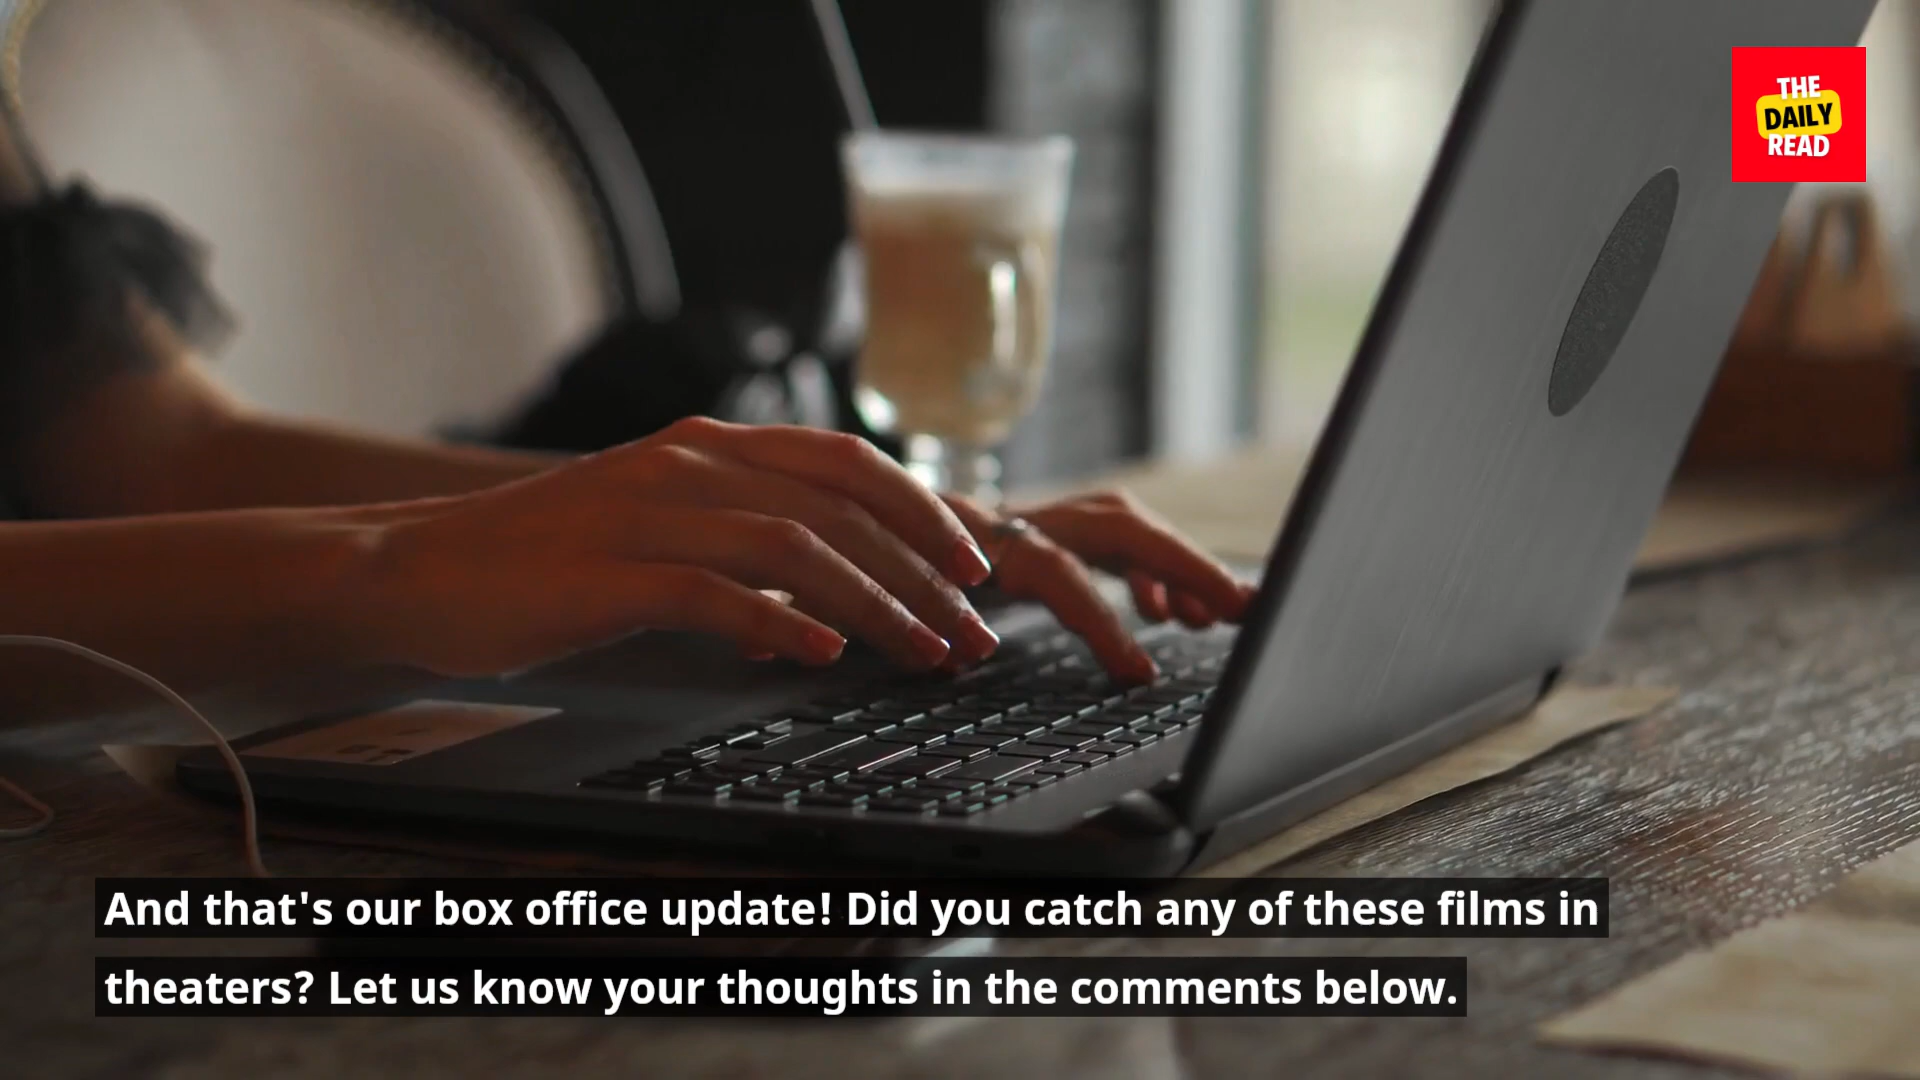 THE
DAILY
READ
And that's our box office update! Did you catch any of these films in
theaters? Let us know your thoughts in the comments below.